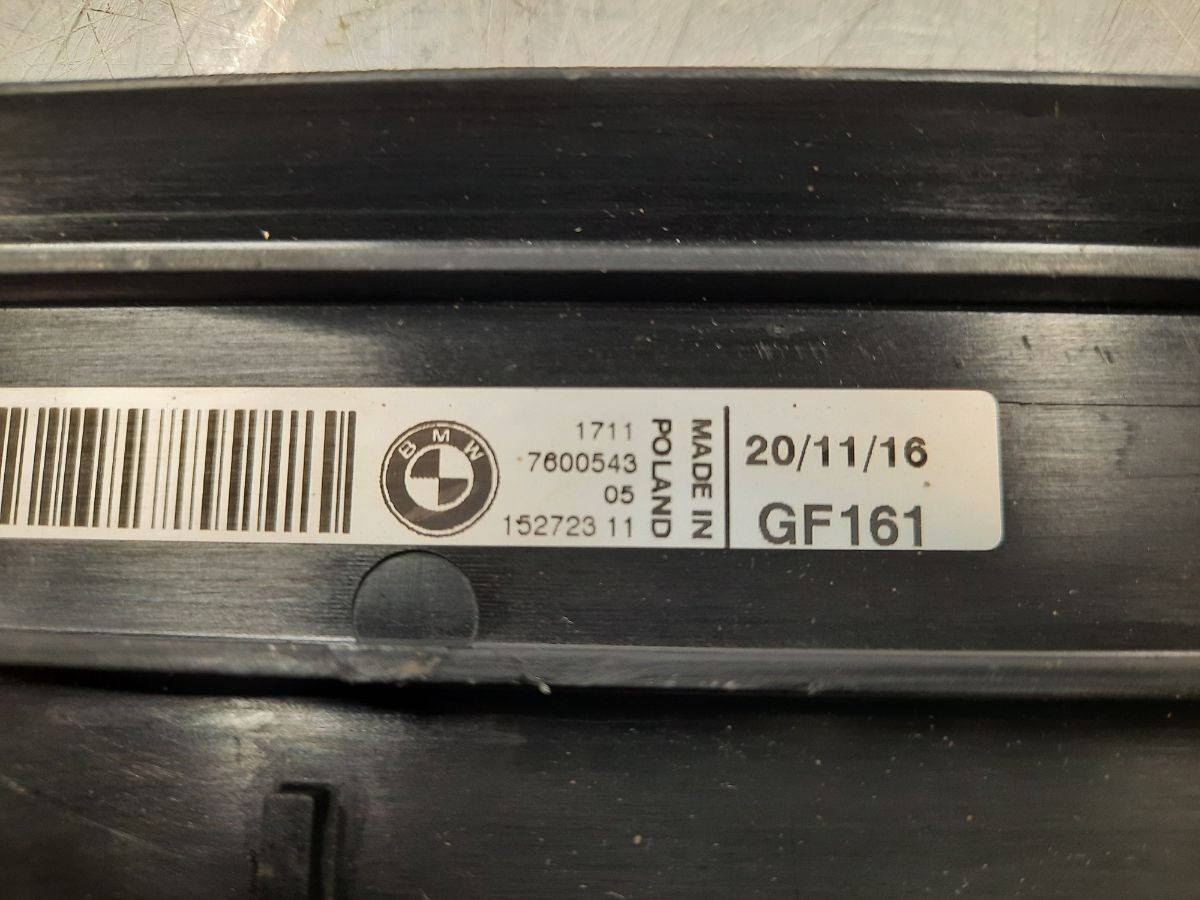 BMW
1711
7600543
05
152723 11
MADE IN
POLAND
20/11/16
GF161